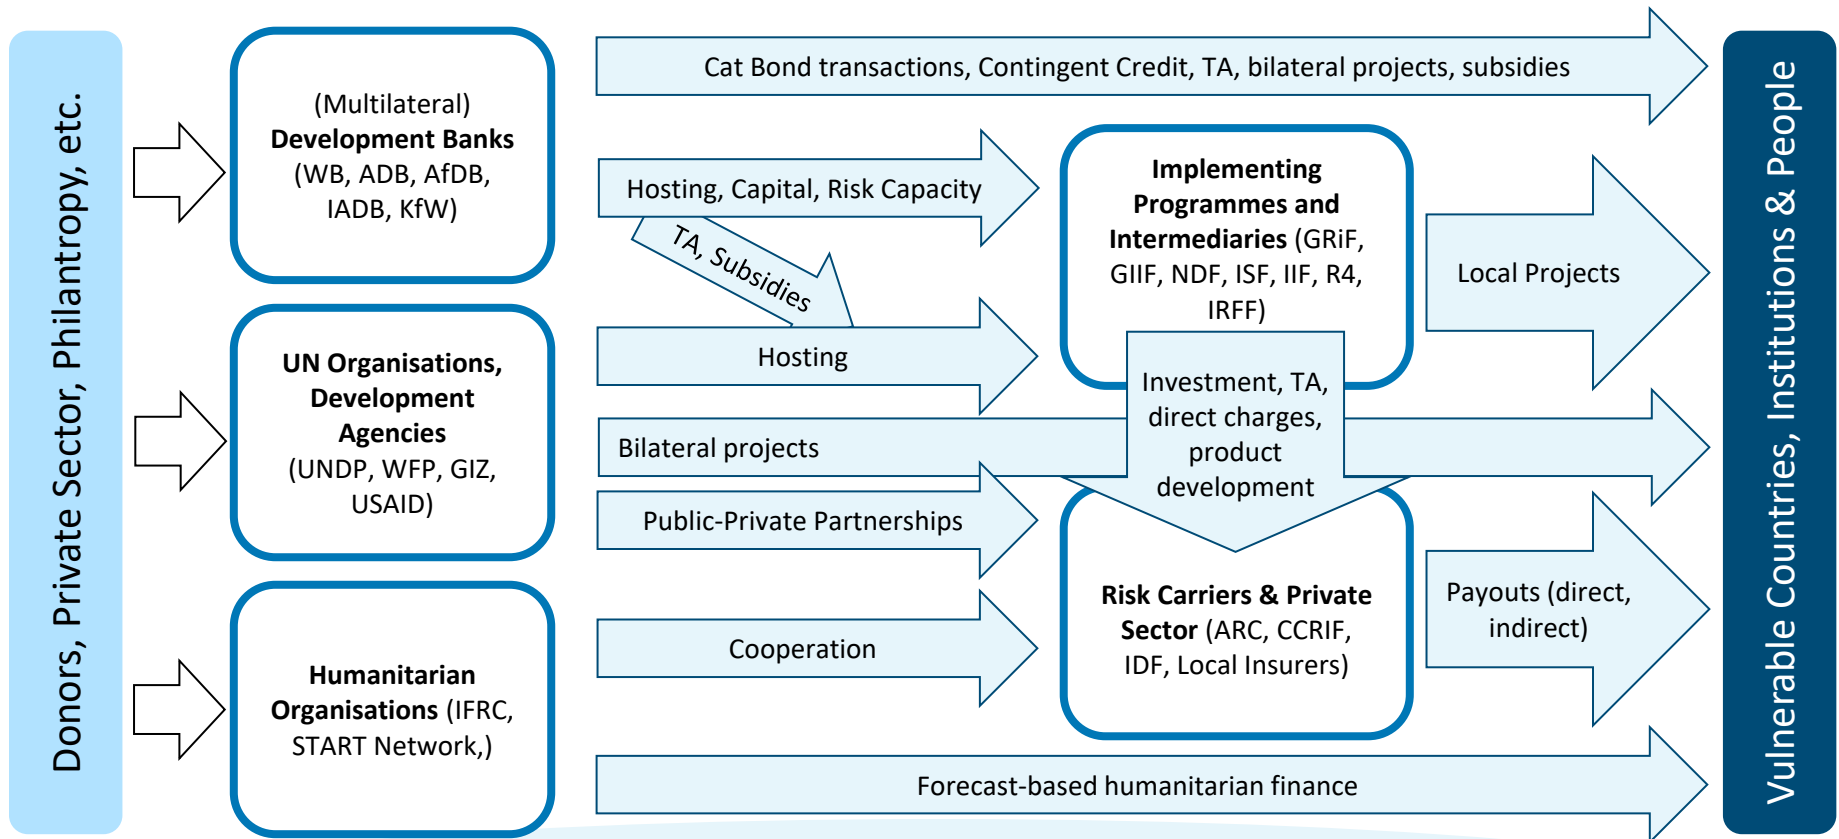 Donors, Private Sector, Philantropy, etc.
(Multilateral)
Development Banks
(WB, ADB, AfDB,
IADB, KfW)
UN Organisations,
Development
Agencies
(UNDP, WFP, GIZ,
USAID)
Humanitarian
Organisations (IFRC,
START Network,)
Cat Bond transactions, Contingent Credit, TA, bilateral projects, subsidies
Hosting, Capital, Risk Capacity
TA, Subsidies
Hosting
Bilateral projects
Public-Private Partnerships
Cooperation
Forecast-based humanitarian finance
Implementing
Programmes and
Intermediaries (GRiF,
GIIF, NDF, ISF, IIF, R4,
IRFF)
Investment, TA,
direct charges,
product
development
Risk Carriers & Private
Sector (ARC, CCRIF,
IDF, Local Insurers)
Local Projects
Payouts (direct,
indirect)
Vulnerable Countries, Institutions & People